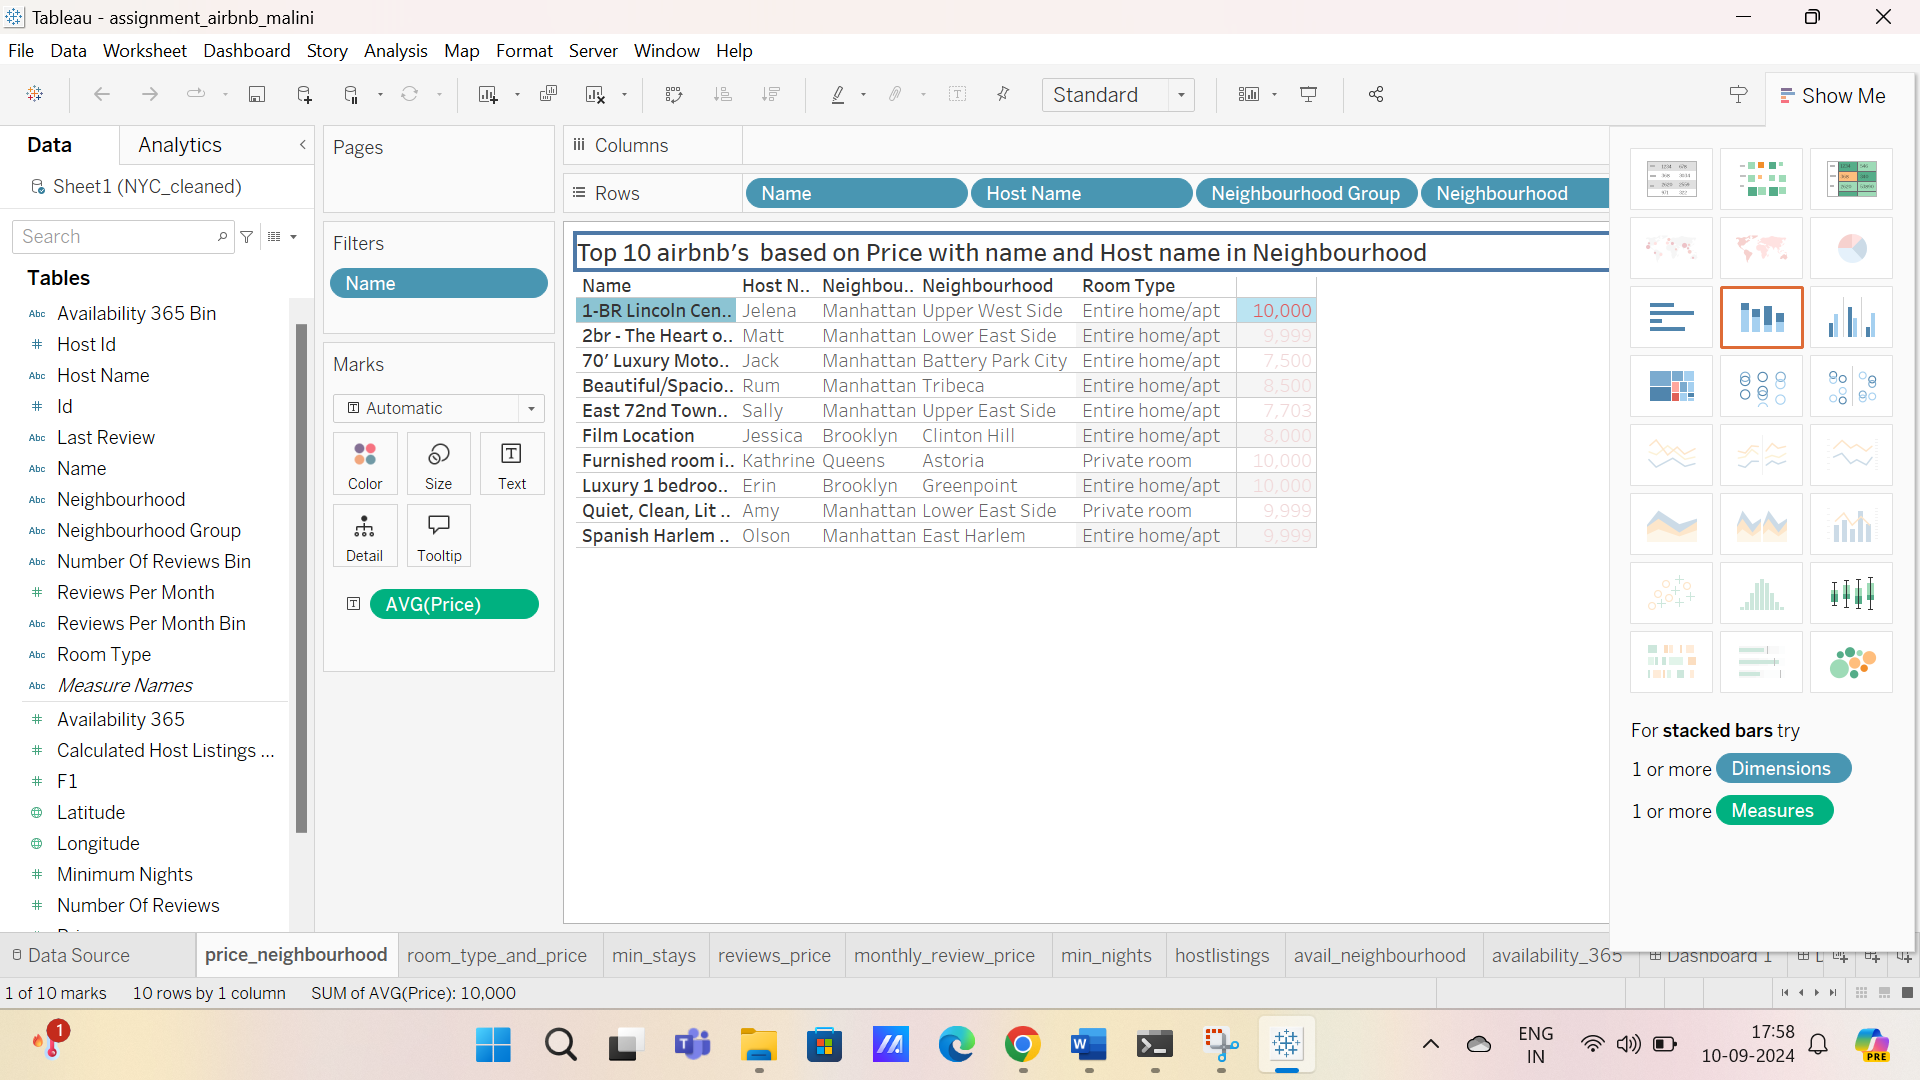 Tableau - assignment_airbnb_malini
File Data Worksheet Dashboard Story Analysis Map Format Server Window Help
Standard
Show Me
Data Analytics
Pages
Columns
Sheet1 (NYC_cleaned)
Rows Name Host Name Neighbourhood Group Neighbourhood
Search
Filters
Name
Top 10 airbnb's based on Price with name and Host name in Neighbourhood
Tables
Name Host N.. Neighbou.. Neighbourhood Room Type
1-BR Lincoln Cen.. Jelena Manhattan Upper West Side Entire home/apt 10,000
2br - The Heart o.. Matt Manhattan Lower East Side Entire home/apt 9,999
70' Luxury Moto.. Jack Manhattan Battery Park City Entire home/apt 7,500
Beautiful/Spacio.. Rum Manhattan Tribeca Entire home/apt 8,500
East 72nd Town.. Sally Manhattan Upper East Side Entire home/apt 7,703
Film Location Jessica Brooklyn Clinton Hill Entire home/apt 8,000
Furnished room i.. Kathrine Queens Astoria Private room 10,000
Luxury 1 bedroo.. Erin Brooklyn Greenpoint Entire home/apt 10,000
Quiet, Clean, Lit .. Amy Manhattan Lower East Side Private room 9,999
Spanish Harlem .. Olson Manhattan East Harlem Entire home/apt 9,999
Abc Availability 365 Bin
# Host Id
Abc Host Name
# Id
Abc Last Review
Abc Name
Abc Neighbourhood
Abc Neighbourhood Group
Abc Number Of Reviews Bin
# Reviews Per Month
Abc Reviews Per Month Bin
Abc Room Type
Abc Measure Names
# Availability 365
# Calculated Host Listings ...
# F1
Latitude
Longitude
# Minimum Nights
# Number Of Reviews
Marks
T Automatic
Color Size Text
Detail Tooltip
T AVG(Price)
For stacked bars try
1 or more Dimensions
1 or more Measures
Data Source price_neighbourhood room_type_and_price min_stays reviews_price monthly_review_price min_nights hostlistings avail_neighbourhood availability_365 Dashboard 1
1 of 10 marks 10 rows by 1 column SUM of AVG(Price): 10,000
1
ENG
IN
17:58
10-09-2024
PRE